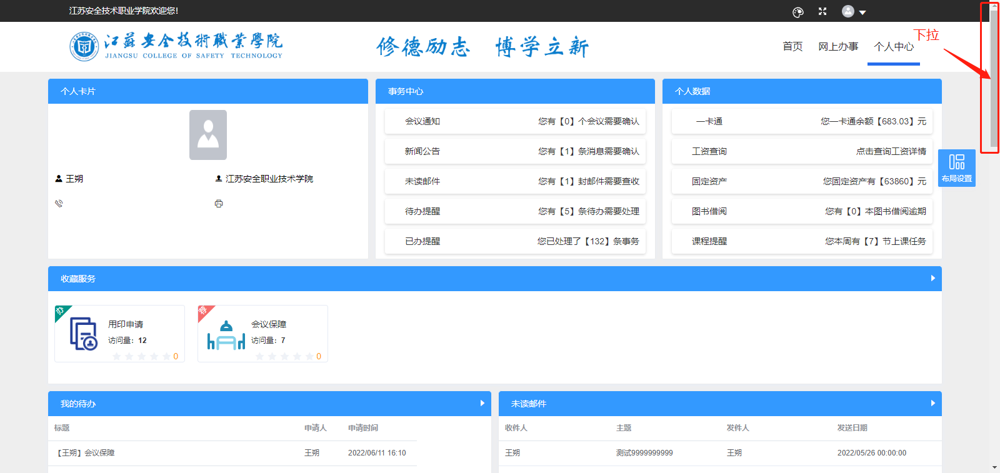 江苏安全技术职业学院欢迎您！
江蘇安全技術職業學院
JIANGSU COLLEGE OF SAFETY TECHNOLOGY
修德励志 博学立新
首页 网上办事 个人中心
下拉
个人卡片
王朔 江苏安全职业技术学院
事务中心
会议通知 您有【0】个会议需要确认
新闻公告 您有【1】条消息需要确认
未读邮件 您有【1】封邮件需要查收
待办提醒 您有【5】条待办需要处理
已办提醒 您已处理了【132】条事务
个人数据
一卡通 您一卡通余额【683.03】元
工资查询 点击查询工资详情
固定资产 您固定资产有【63860】元
图书借阅 您有【0】本图书借阅逾期
课程提醒 您本周有【7】节上课任务
布局设置
收藏服务
办
用印申请
访问量：12
0
荐
会议保障
访问量：7
0
我的待办
标题 申请人 申请时间
【王朔】会议保障 王朔 2022/06/11 16:10
未读邮件
收件人 主题 发件人 发送日期
王朔 测试9999999999 王朔 2022/05/26 00:00:00